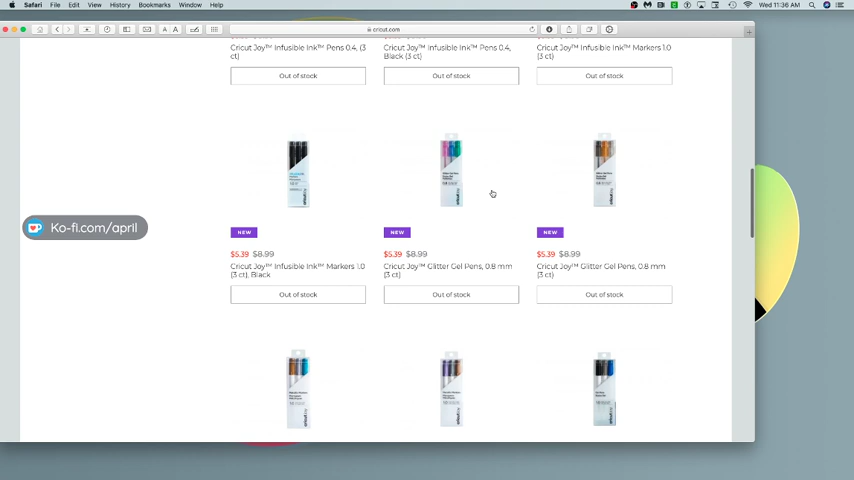 Safari File Edit View History Bookmarks Window Help
Wed 11:36 AM
A A
cricut.com
Cricut Joy™ Infusible Ink™ Pens 0.4, (3 ct)
Cricut Joy™ Infusible Ink™ Pens 0.4, Black (3 ct)
Cricut Joy™ Infusible Ink™ Markers 1.0 (3 ct)
Out of stock
Out of stock
Out of stock
Ko-fi.com/april
NEW
NEW
NEW
$5.39 $8.99
$5.39 $8.99
$5.39 $8.99
Cricut Joy™ Infusible Ink™ Markers 1.0 (3 ct), Black
Cricut Joy™ Glitter Gel Pens, 0.8 mm (3 ct)
Cricut Joy™ Glitter Gel Pens, 0.8 mm (3 ct)
Out of stock
Out of stock
Out of stock